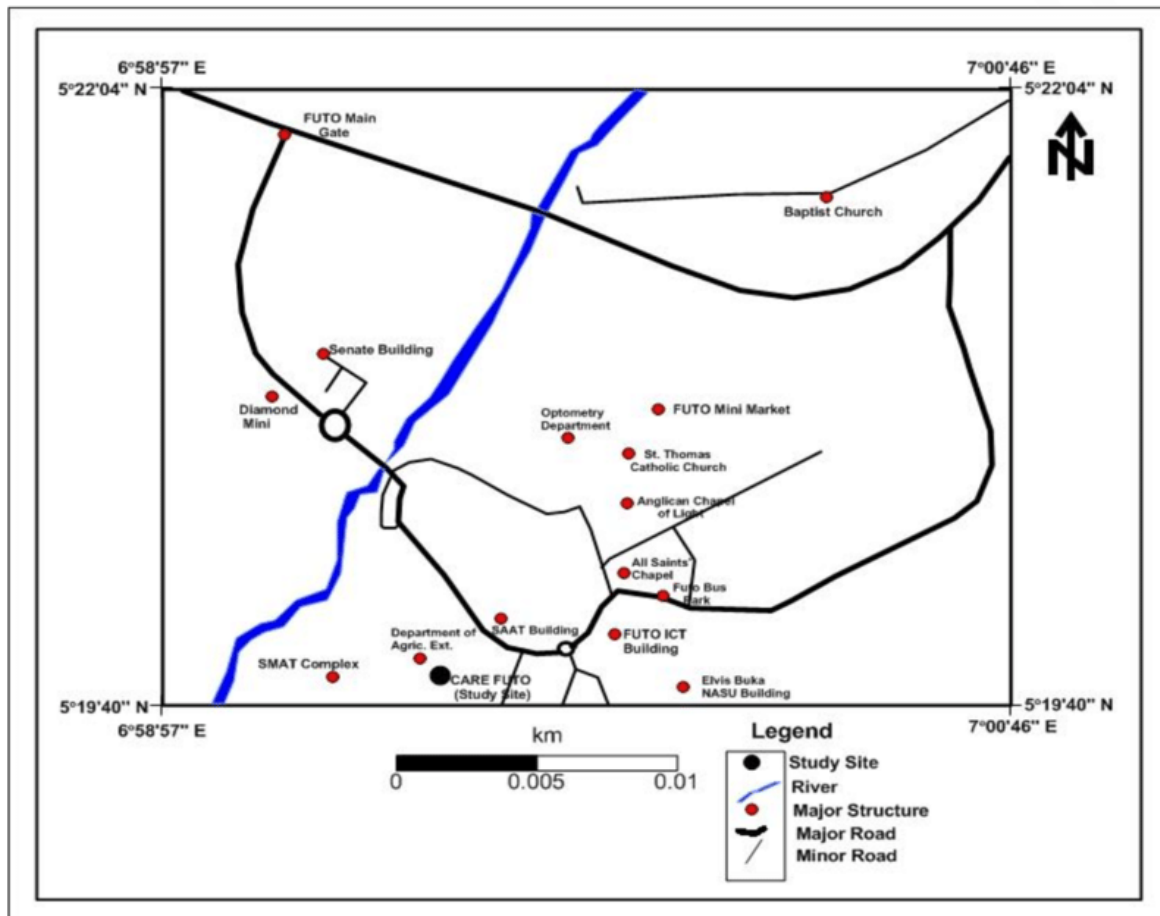 6°58'57" E
7°00'46" E
5°22'04" N
5°22'04" N
N
FUTO Main
Gate
Baptist Church
Senate Building
Diamond
Mini
Optometry
Department
FUTO Mini Market
St. Thomas
Catholic Church
Anglican Chapel
of Light
All Saints'
Chapel
Futo Bus
Park
SAAT Building
FUTO ICT
Building
Department of
Agric. Ext.
SMAT Complex
CARE FUTO
(Study Site)
Elvis Buka
NASU Building
5°19'40" N
5°19'40" N
6°58'57" E
7°00'46" E
km
0 0.005 0.01
Legend
Study Site
River
Major Structure
Major Road
Minor Road